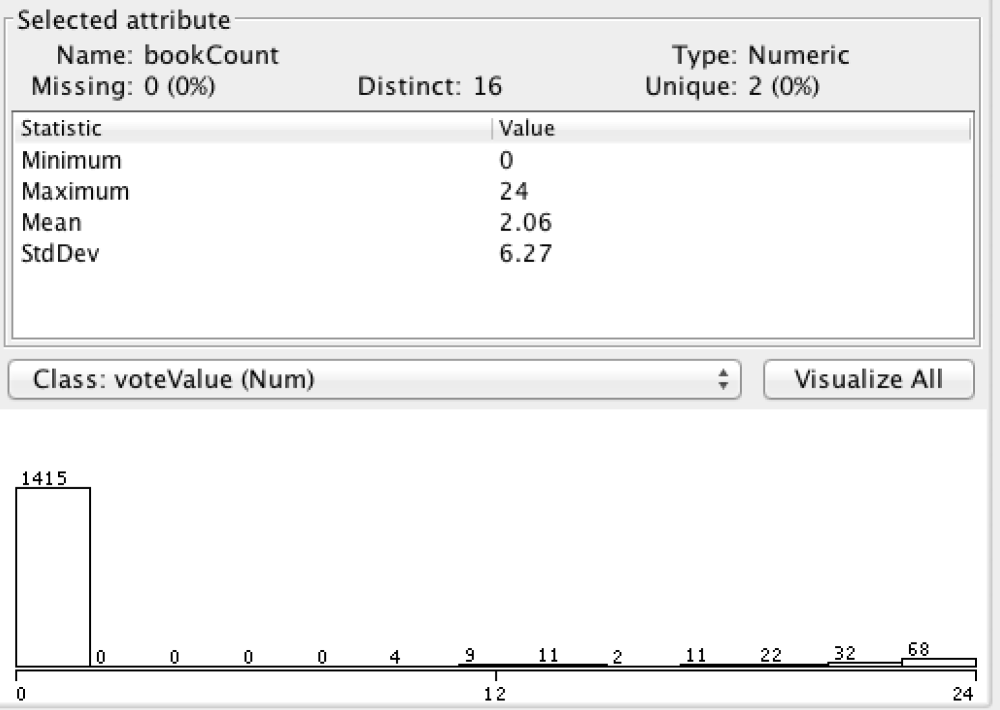 Selected attribute
Name: bookCount Type: Numeric
Missing: 0 (0%) Distinct: 16 Unique: 2 (0%)
Statistic Value
Minimum 0
Maximum 24
Mean 2.06
StdDev 6.27
Class: voteValue (Num) Visualize All
1415
0 0 0 0 4 9 11 2 11 22 32 68
0 12 24